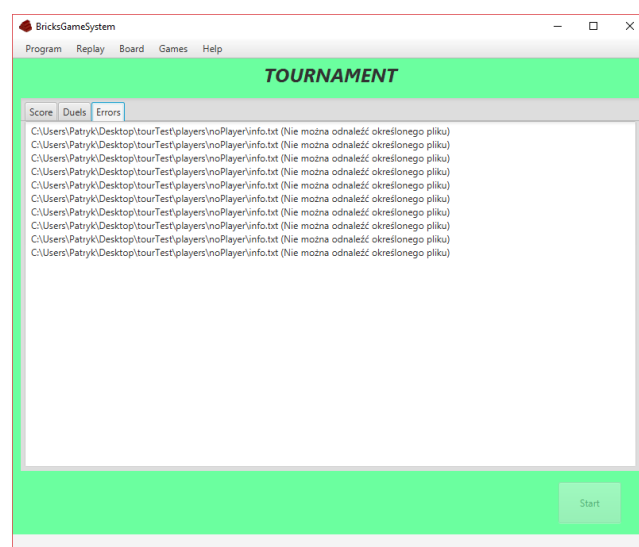 BricksGameSystem
Program Replay Board Games Help
TOURNAMENT
Score Duels Errors
C:\Users\Patryk\Desktop\tourTest\players\noPlayer\info.txt (Nie można odnaleźć określonego pliku)
C:\Users\Patryk\Desktop\tourTest\players\noPlayer\info.txt (Nie można odnaleźć określonego pliku)
C:\Users\Patryk\Desktop\tourTest\players\noPlayer\info.txt (Nie można odnaleźć określonego pliku)
C:\Users\Patryk\Desktop\tourTest\players\noPlayer\info.txt (Nie można odnaleźć określonego pliku)
C:\Users\Patryk\Desktop\tourTest\players\noPlayer\info.txt (Nie można odnaleźć określonego pliku)
C:\Users\Patryk\Desktop\tourTest\players\noPlayer\info.txt (Nie można odnaleźć określonego pliku)
C:\Users\Patryk\Desktop\tourTest\players\noPlayer\info.txt (Nie można odnaleźć określonego pliku)
C:\Users\Patryk\Desktop\tourTest\players\noPlayer\info.txt (Nie można odnaleźć określonego pliku)
C:\Users\Patryk\Desktop\tourTest\players\noPlayer\info.txt (Nie można odnaleźć określonego pliku)
C:\Users\Patryk\Desktop\tourTest\players\noPlayer\info.txt (Nie można odnaleźć określonego pliku)
Start